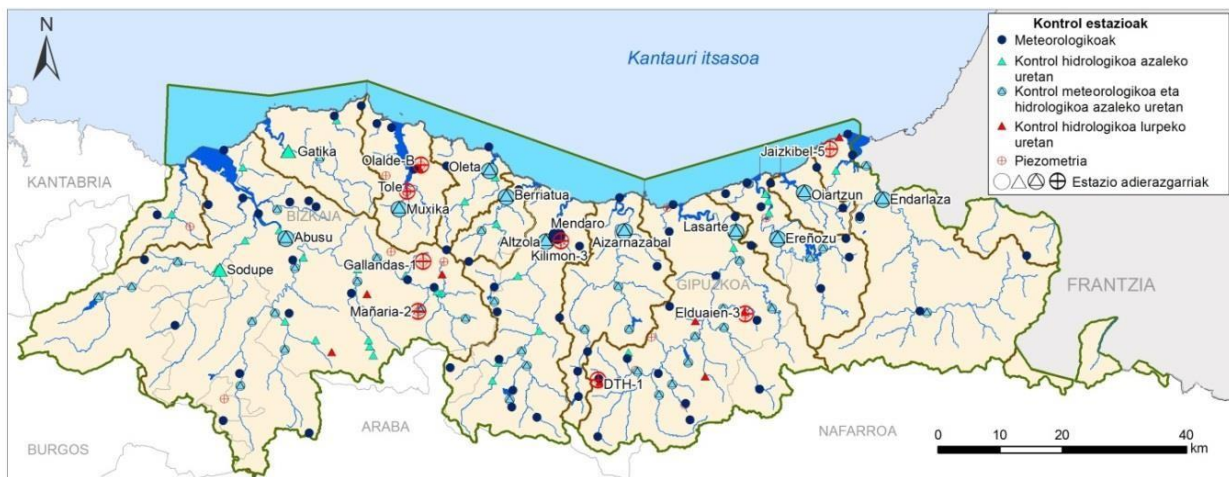 N
Kantauri itsasoa
Kontrol estazioak
Meteorologikoak
Kontrol hidrologikoa azaleko
uretan
Kontrol meteorologikoa eta
hidrologikoa azaleko uretan
Kontrol hidrologikoa lurpeko
uretan
Piezometria
Estazio adierazgarriak
KANTABRIA
Gatika
Olalde-B
Oleta
Jaizkibel-5
Berriatua
Oiartzun
Endarlaza
BIZKAIA
Muxika
Mendaro
Abusu
Altzola
Kilimon-3
Aizarnazabal
Lasarte
Ereñozu
Sodupe
Gallandas-1
GIPUZKOA
FRANTZIA
Mañaria-2
Elduaien-3
DTH-1
ARABA
BURGOS
NAFARROA
0 10 20 40
km